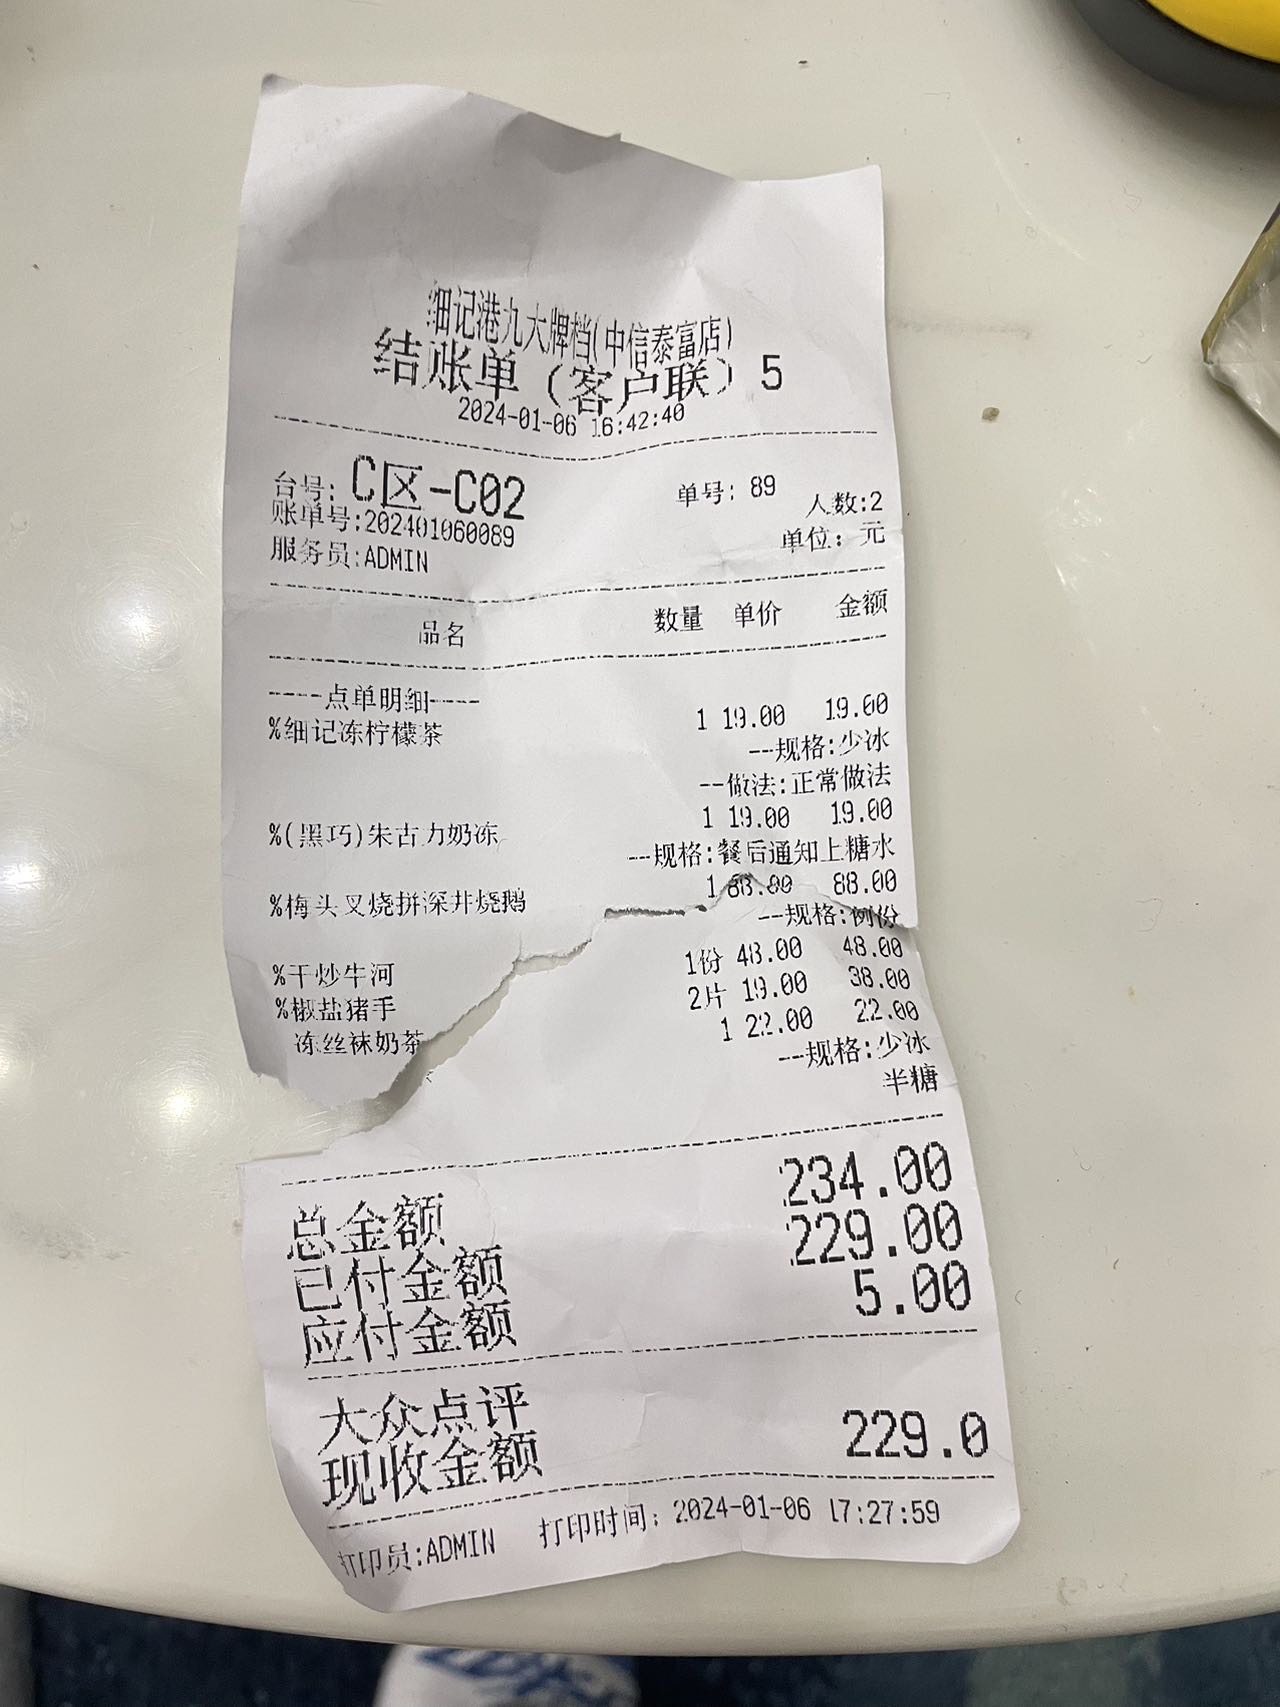 细记港九大牌档(中信泰富店)
结账单（客户联）5
2024-01-06 16:42:40
台号: C区-C02 单号: 89
账单号:202401060089 人数:2
服务员:ADMIN 单位: 元
品名 数量 单价 金额
----点单明细----
%细记冻柠檬茶 1 19.00 19.00
--规格:少冰
--做法:正常做法
%(黑巧)朱古力奶冻 1 19.00 19.00
--规格:餐后通知上糖水
%梅头叉烧拼深井烧鹅 1 88.00 88.00
--规格:例份
%干炒牛河 1份 48.00 48.00
%椒盐猪手 2片 19.00 38.00
冻丝袜奶茶 1 22.00 22.00
--规格:少冰
半糖
总金额 234.00
已付金额 229.00
应付金额 5.00
大众点评
现收金额 229.0
打印员:ADMIN 打印时间: 2024-01-06 17:27:59